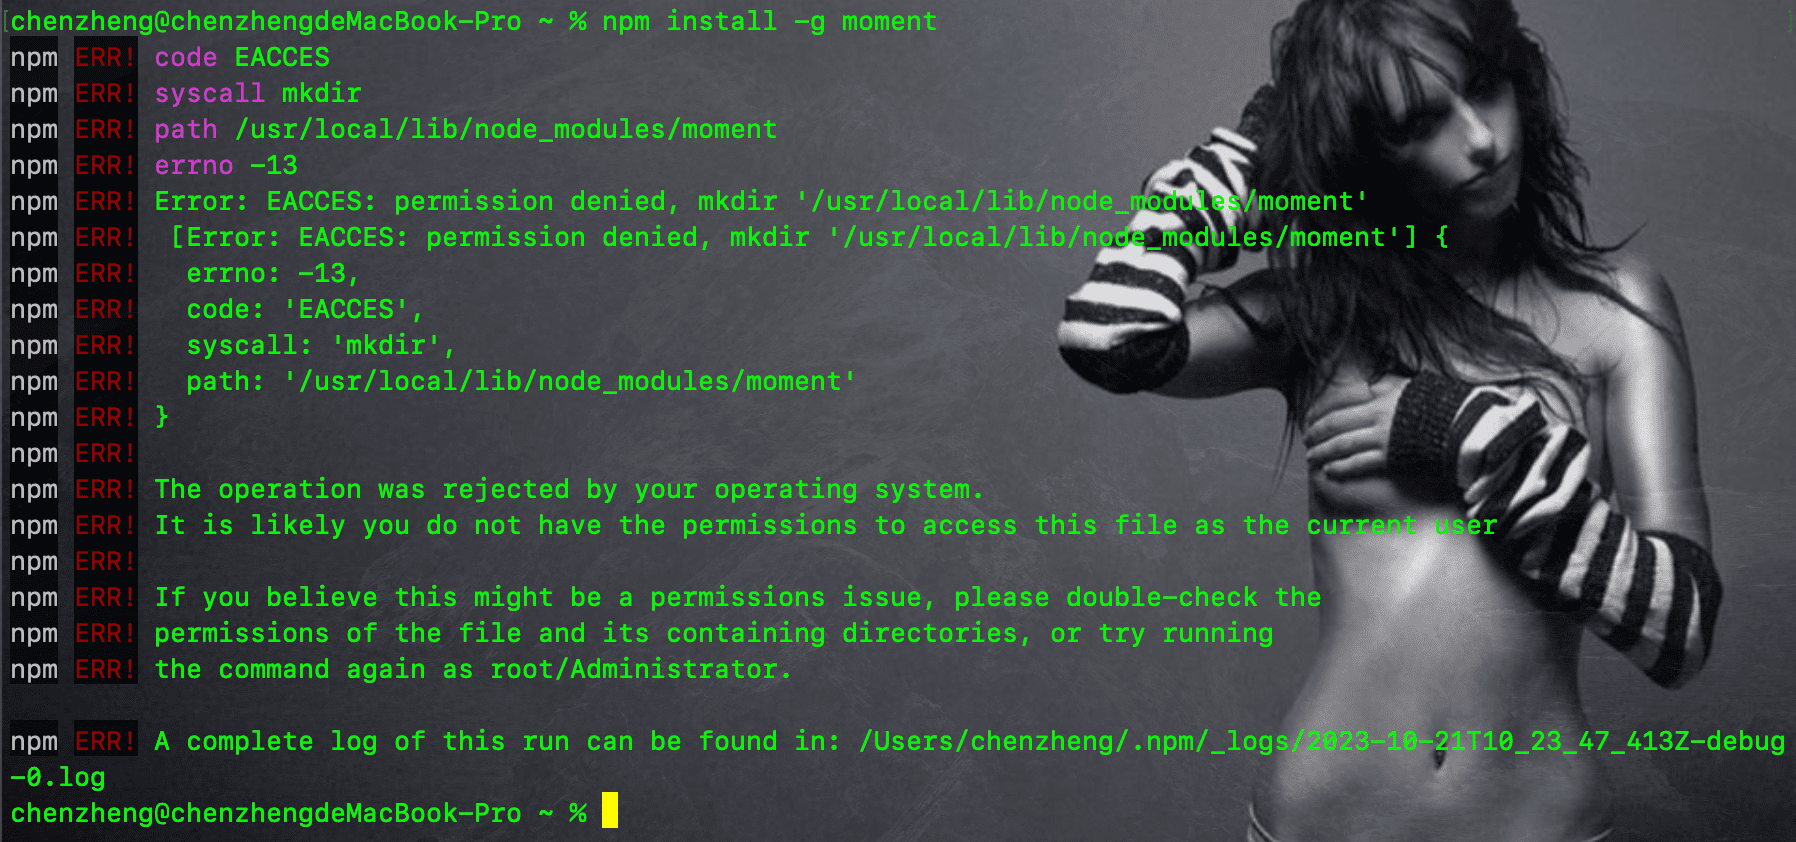 [chenzheng@chenzhengdeMacBook-Pro ~ % npm install -g moment
npm ERR! code EACCES
npm ERR! syscall mkdir
npm ERR! path /usr/local/lib/node_modules/moment
npm ERR! errno -13
npm ERR! Error: EACCES: permission denied, mkdir '/usr/local/lib/node_modules/moment'
npm ERR!  [Error: EACCES: permission denied, mkdir '/usr/local/lib/node_modules/moment'] {
npm ERR!   errno: -13,
npm ERR!   code: 'EACCES',
npm ERR!   syscall: 'mkdir',
npm ERR!   path: '/usr/local/lib/node_modules/moment'
npm ERR! }
npm ERR!
npm ERR! The operation was rejected by your operating system.
npm ERR! It is likely you do not have the permissions to access this file as the current user
npm ERR!
npm ERR! If you believe this might be a permissions issue, please double-check the
npm ERR! permissions of the file and its containing directories, or try running
npm ERR! the command again as root/Administrator.
npm ERR! A complete log of this run can be found in: /Users/chenzheng/.npm/_logs/2023-10-21T10_23_47_413Z-debug
-0.log
chenzheng@chenzhengdeMacBook-Pro ~ %